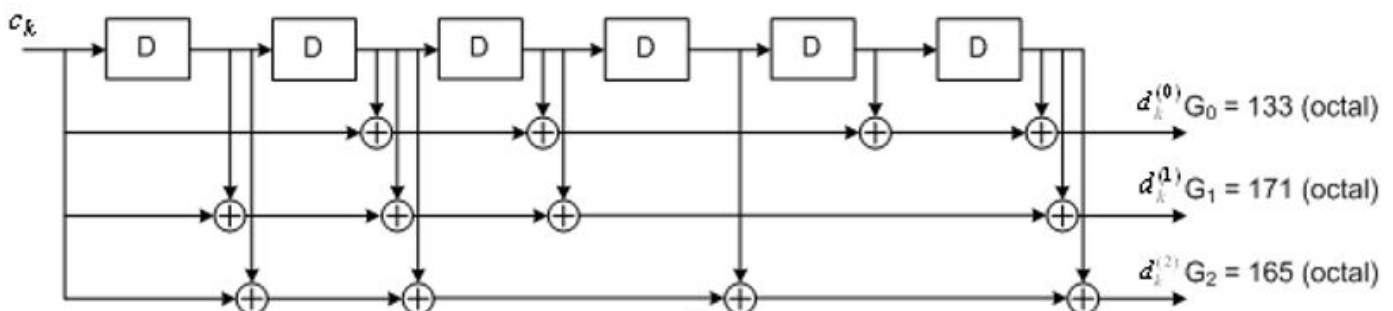 c_k
D D D D D D
d_k^(0) G₀ = 133 (octal)
d_k^(1) G₁ = 171 (octal)
d_k^(2) G₂ = 165 (octal)